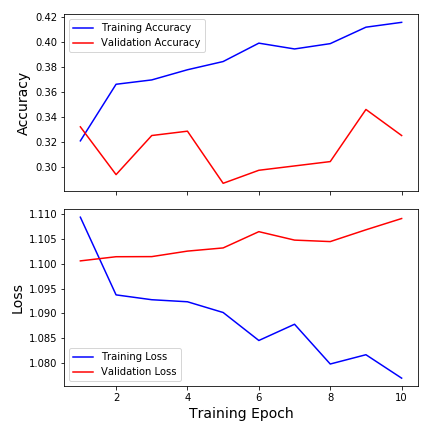 0.42
0.40
0.38
0.36
0.34
0.32
0.30
Accuracy
Training Accuracy
Validation Accuracy
1.110
1.105
1.100
1.095
1.090
1.085
1.080
Loss
Training Loss
Validation Loss
2 4 6 8 10
Training Epoch